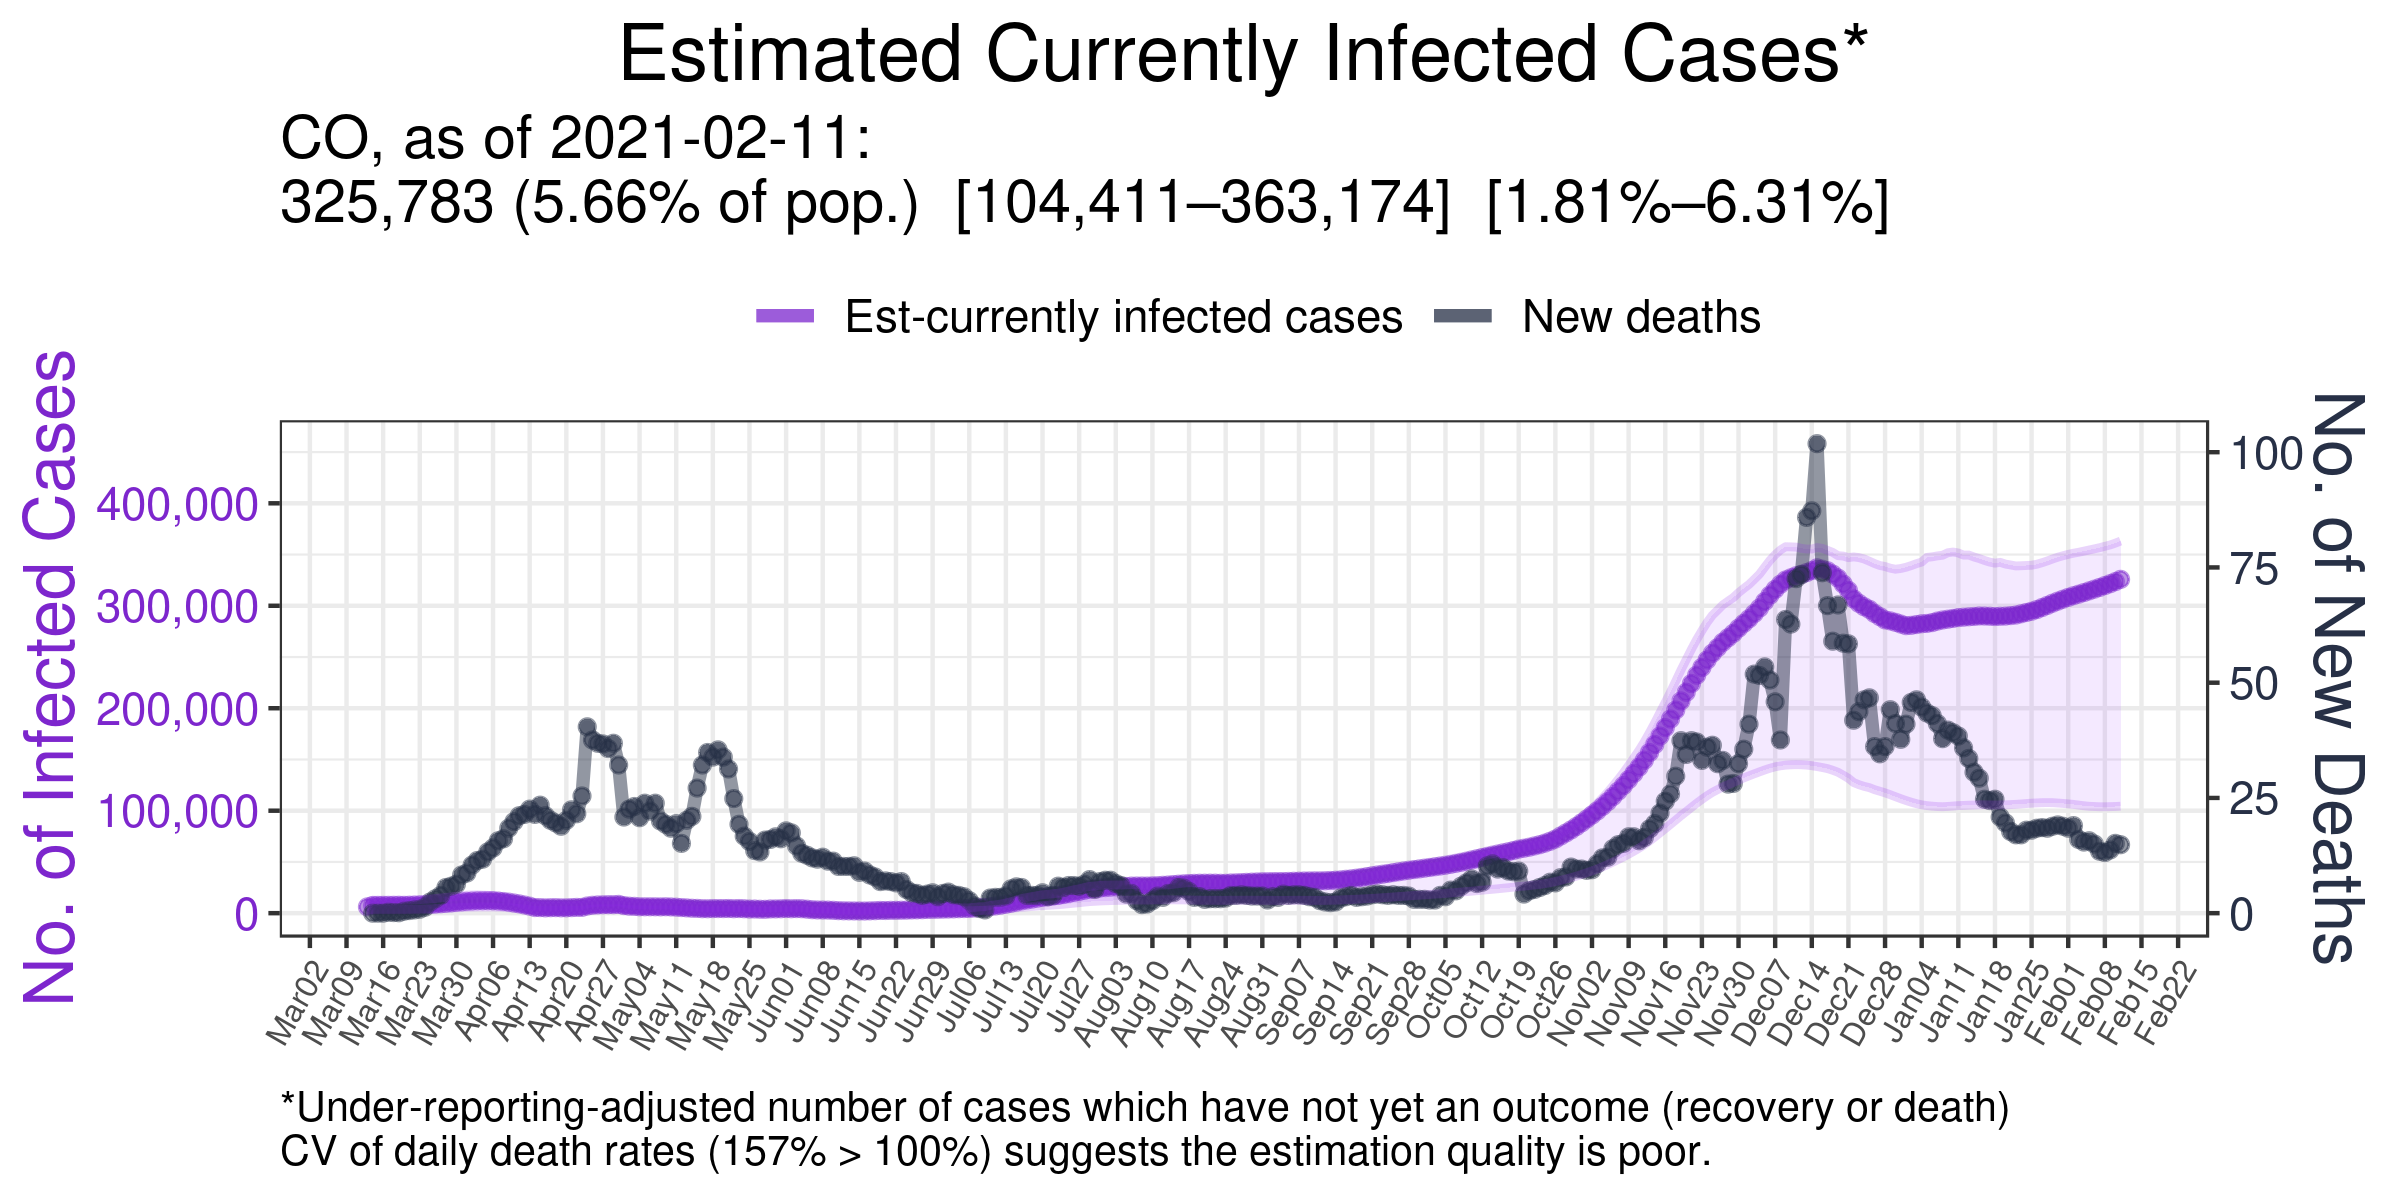 Estimated Currently Infected Cases*
CO, as of 2021-02-11:
325,783 (5.66% of pop.)  [104,411–363,174]  [1.81%–6.31%]
Est-currently infected cases
New deaths
No. of Infected Cases
400,000
300,000
200,000
100,000
0
100
75
50
25
0
No. of New Deaths
Mar02
Mar09
Mar16
Mar23
Mar30
Apr06
Apr13
Apr20
Apr27
May04
May11
May18
May25
Jun01
Jun08
Jun15
Jun22
Jun29
Jul06
Jul13
Jul20
Jul27
Aug03
Aug10
Aug17
Aug24
Aug31
Sep07
Sep14
Sep21
Sep28
Oct05
Oct12
Oct19
Oct26
Nov02
Nov09
Nov16
Nov23
Nov30
Dec07
Dec14
Dec21
Dec28
Jan04
Jan11
Jan18
Jan25
Feb01
Feb08
Feb15
Feb22
*Under-reporting-adjusted number of cases which have not yet an outcome (recovery or death)
CV of daily death rates (157% > 100%) suggests the estimation quality is poor.